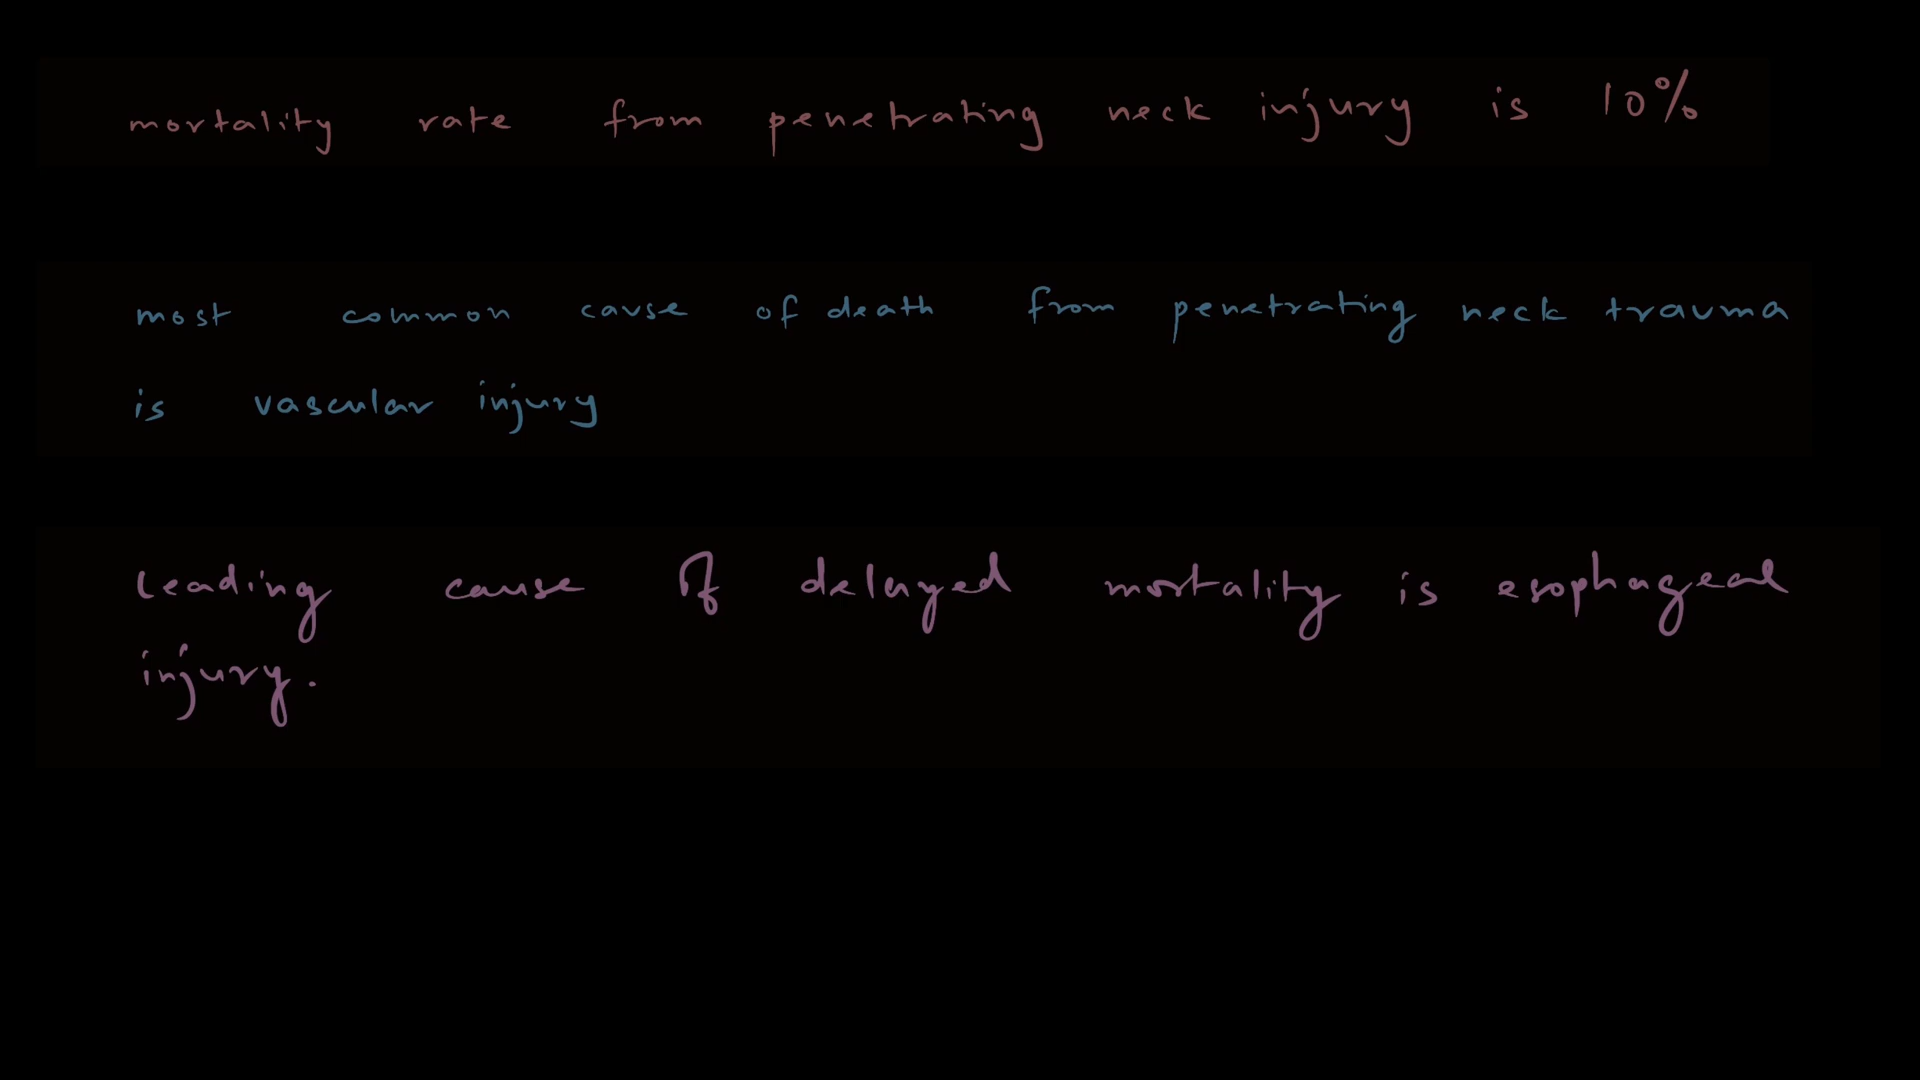 mortality rate from penetrating neck injury is 10%
most common cause of death from penetrating neck trauma
is vascular injury
Leading cause of delayed mortality is esophageal
injury.